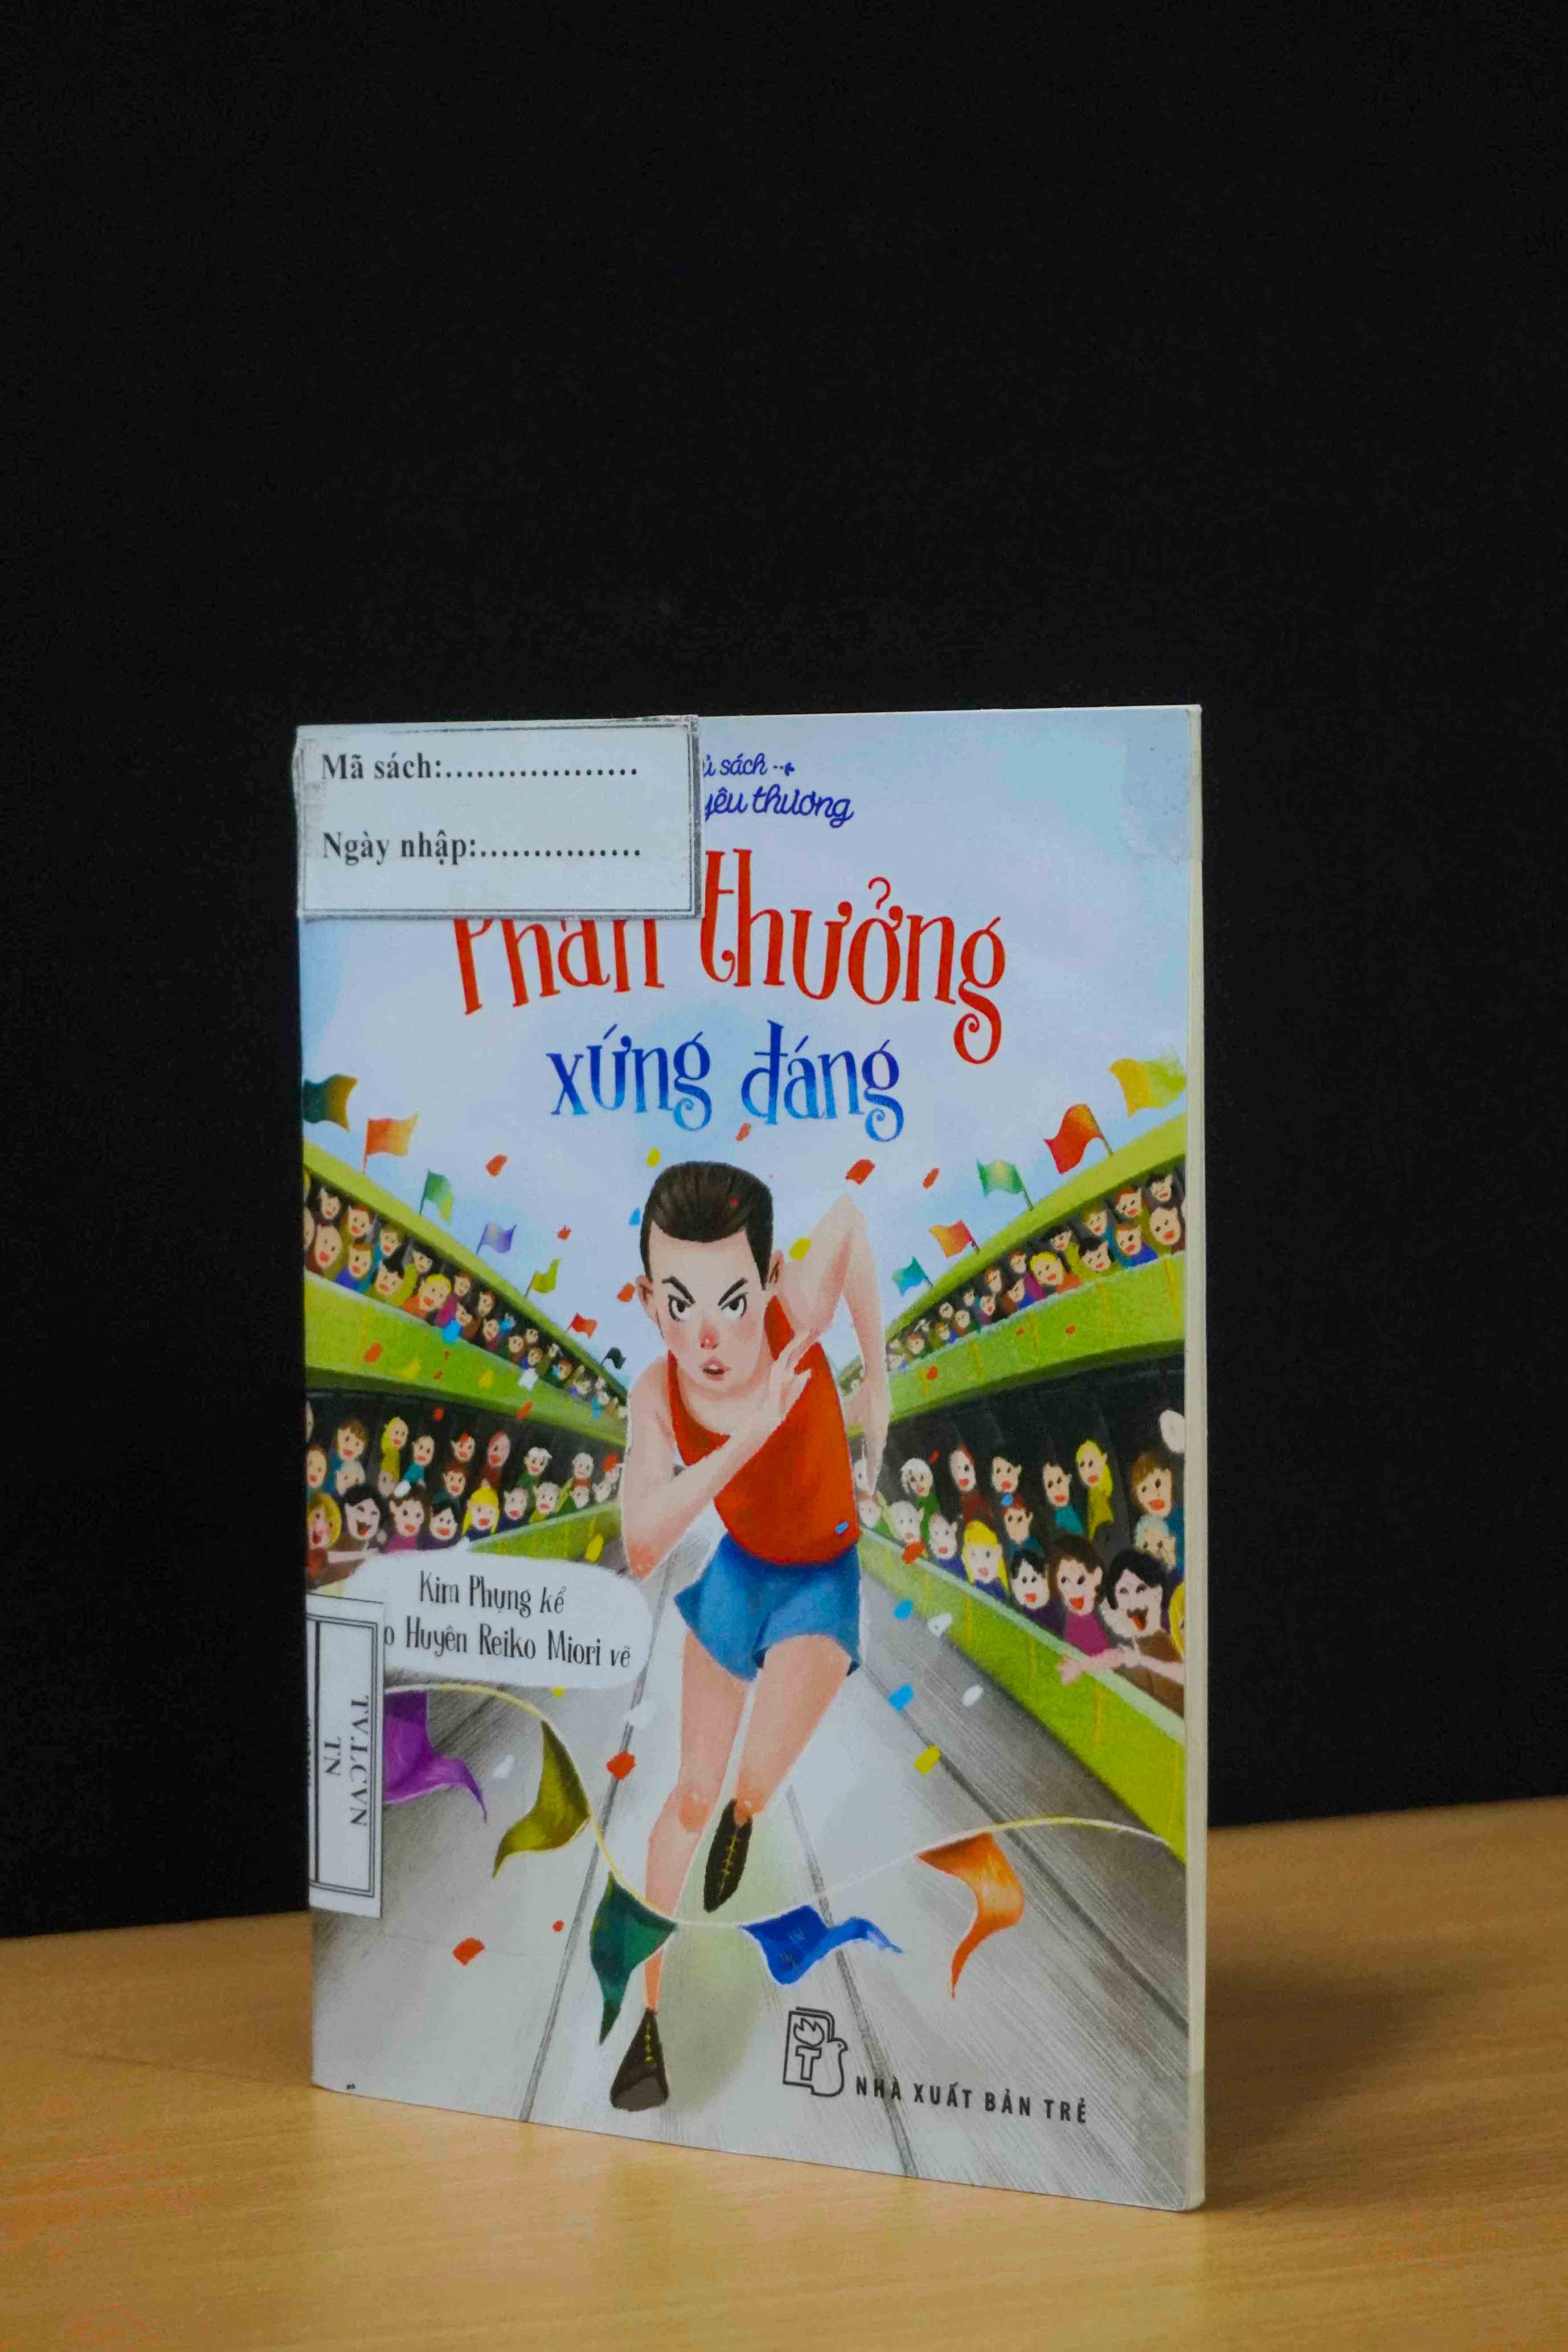 Mã sách:...................
Ngày nhập:................
sách
yêu thương
Phần thưởng
xứng đáng
Kim Phụng kể
Huyên Reiko Miori vẽ
TV.LCVN
TN
NHÀ XUẤT BẢN TRẺ